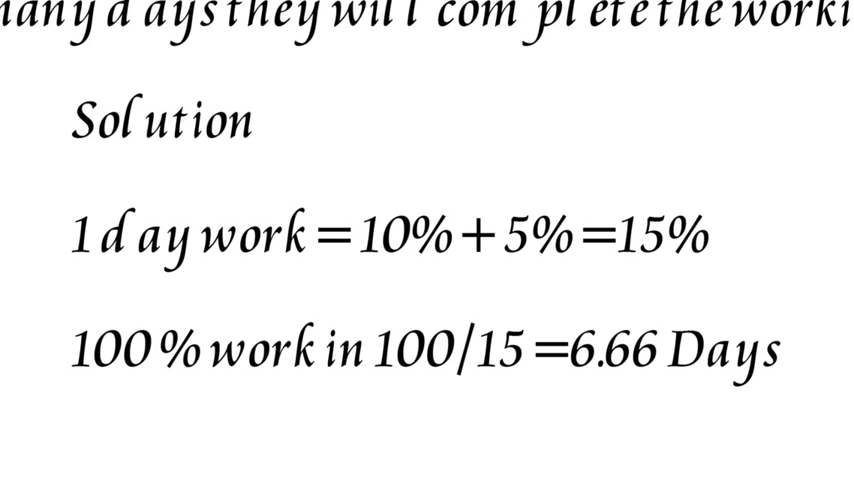 many days they will complete the worki
Solution
1 day work = 10% + 5% = 15%
100% work in 100/15 = 6.66 Days